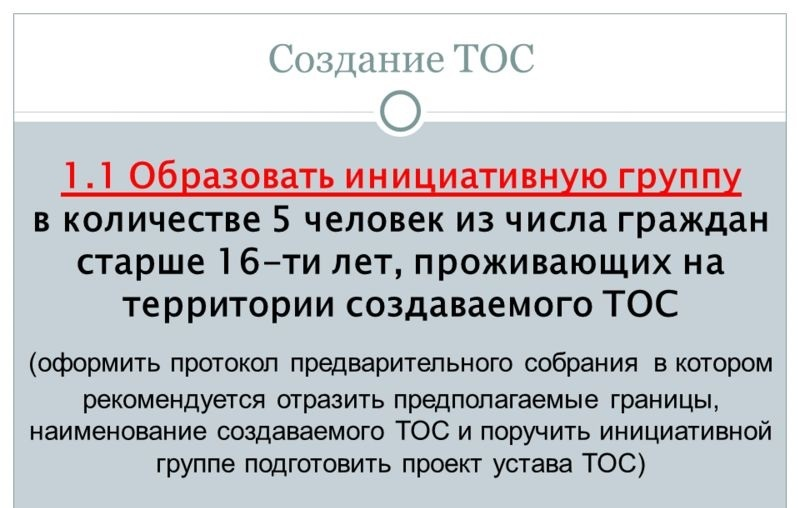 Создание ТОС
1.1 Образовать инициативную группу
в количестве 5 человек из числа граждан
старше 16-ти лет, проживающих на
территории создаваемого ТОС
(оформить протокол предварительного собрания в котором
рекомендуется отразить предполагаемые границы,
наименование создаваемого ТОС и поручить инициативной
группе подготовить проект устава ТОС)